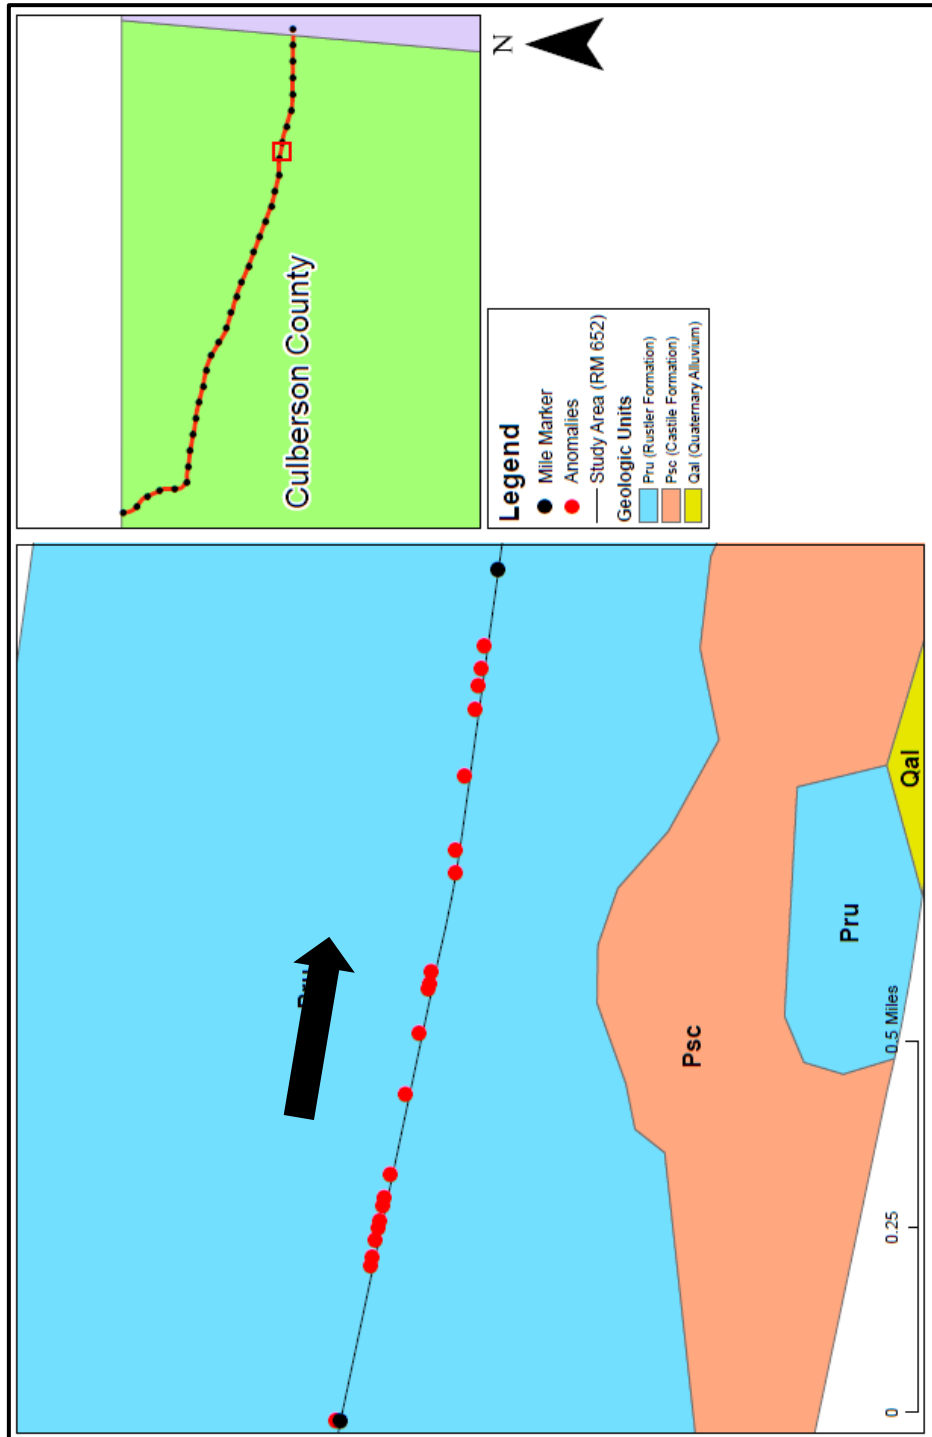 N
Culberson County
Legend
Mile Marker
Anomalies
Study Area (RM 652)
Geologic Units
Pru (Rustler Formation)
Psc (Castile Formation)
Qal (Quaternary Alluvium)
Pru
Psc
Pru
Qal
0 0.25 0.5 Miles